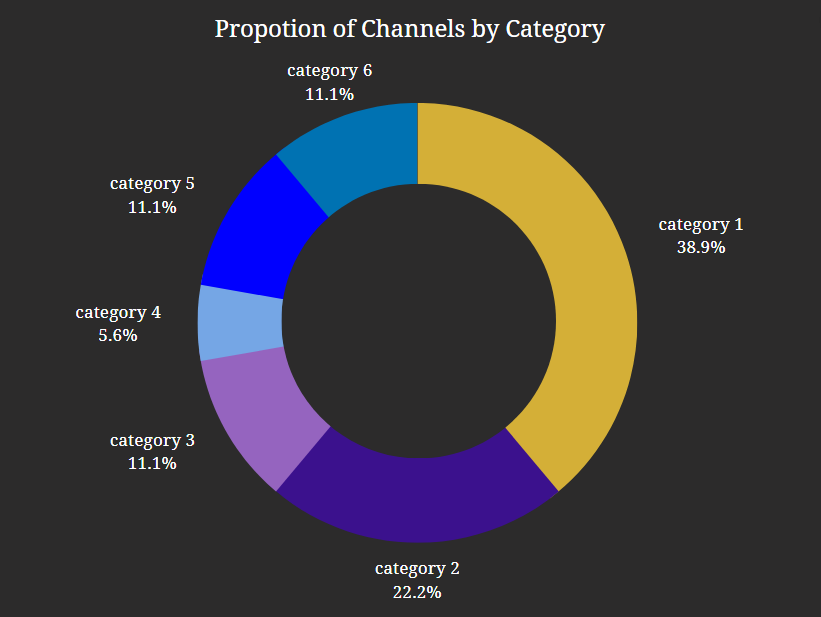 Propotion of Channels by Category
category 6
11.1%
category 5
11.1%
category 1
38.9%
category 4
5.6%
category 3
11.1%
category 2
22.2%